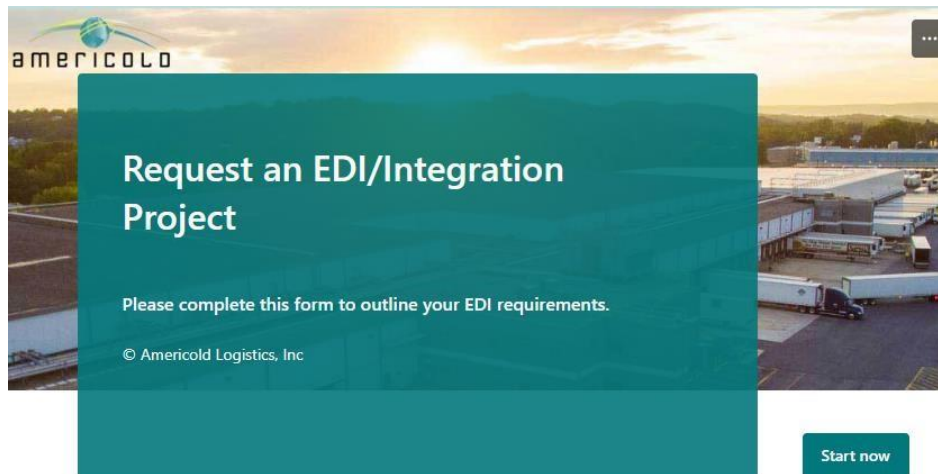 americold
Request an EDI/Integration
Project
Please complete this form to outline your EDI requirements.
© Americold Logistics, Inc
Start now